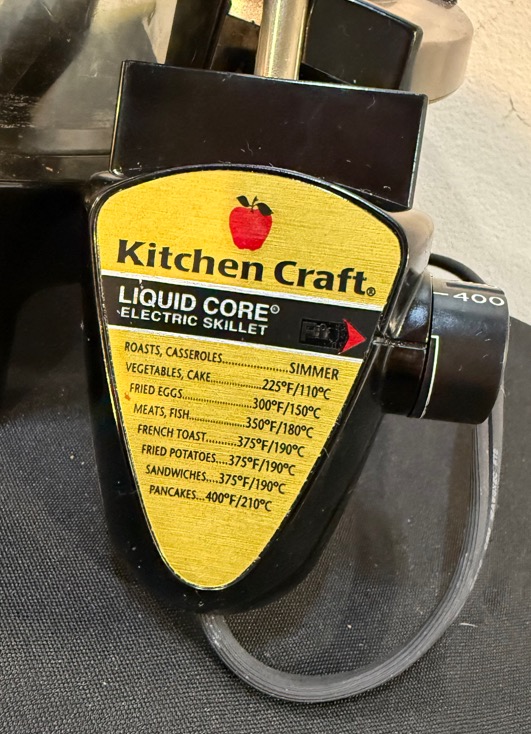 Kitchen Craft®
LIQUID CORE®
ELECTRIC SKILLET
ROASTS, CASSEROLES..............SIMMER
VEGETABLES, CAKE................225°F/110°C
FRIED EGGS......................300°F/150°C
MEATS, FISH.................350°F/180°C
FRENCH TOAST........375°F/190°C
FRIED POTATOES....375°F/190°C
SANDWICHES....375°F/190°C
PANCAKES...400°F/210°C
400